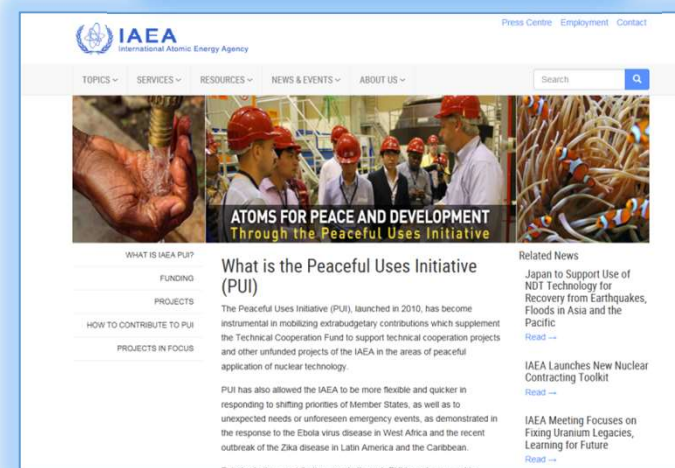 Press Centre Employment Contact
IAEA
International Atomic Energy Agency
TOPICS SERVICES RESOURCES NEWS & EVENTS ABOUT US Search
ATOMS FOR PEACE AND DEVELOPMENT
Through the Peaceful Uses Initiative
WHAT IS IAEA PUI?
FUNDING
PROJECTS
HOW TO CONTRIBUTE TO PUI
PROJECTS IN FOCUS
What is the Peaceful Uses Initiative
(PUI)
The Peaceful Uses Initiative (PUI), launched in 2010, has become
instrumental in mobilizing extrabudgetary contributions which supplement
the Technical Cooperation Fund to support technical cooperation projects
and other unfunded projects of the IAEA in the areas of peaceful
application of nuclear technology.
PUI has also allowed the IAEA to be more flexible and quicker in
responding to shifting priorities of Member States, as well as to
unexpected needs or unforeseen emergency events, as demonstrated in
the response to the Ebola virus disease in West Africa and the recent
outbreak of the Zika disease in Latin America and the Caribbean.
Related News
Japan to Support Use of
NDT Technology for
Recovery from Earthquakes,
Floods in Asia and the
Pacific
Read →
IAEA Launches New Nuclear
Contracting Toolkit
Read →
IAEA Meeting Focuses on
Fixing Uranium Legacies,
Learning for Future
Read →